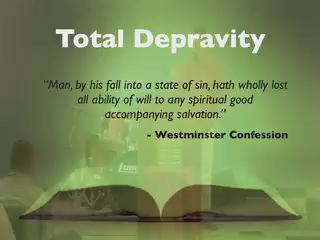 Total Depravity
"Man, by his fall into a state of sin, hath wholly lost
all ability of will to any spiritual good
accompanying salvation."
- Westminster Confession